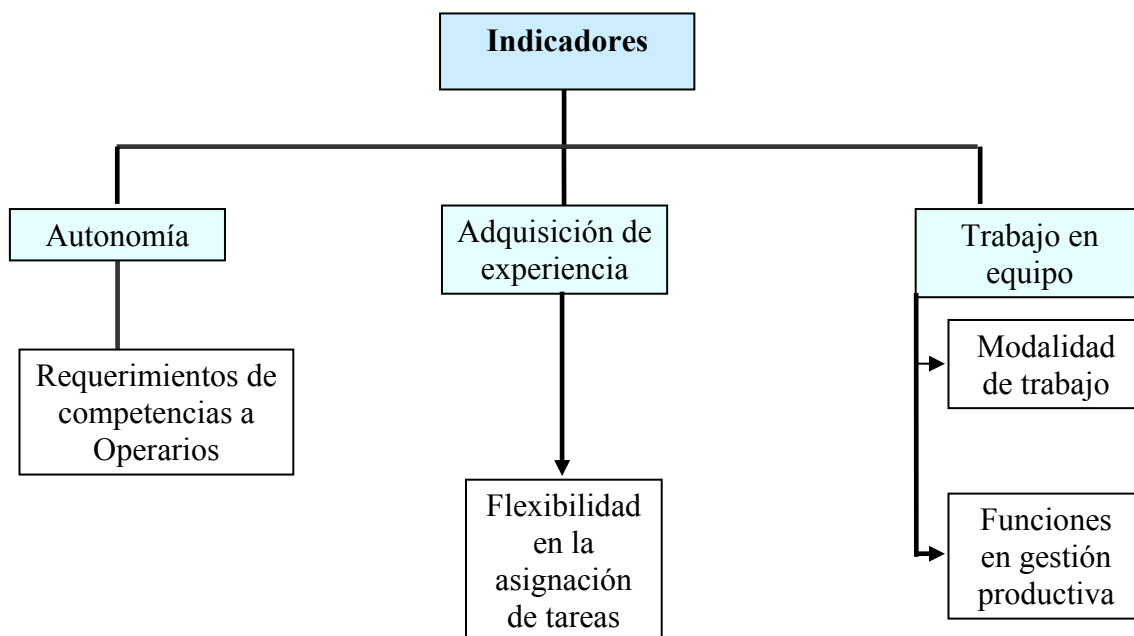 Indicadores
Autonomía
Adquisición de
experiencia
Trabajo en
equipo
Requerimientos de
competencias a
Operarios
Flexibilidad
en la
asignación
de tareas
Modalidad
de trabajo
Funciones
en gestión
productiva